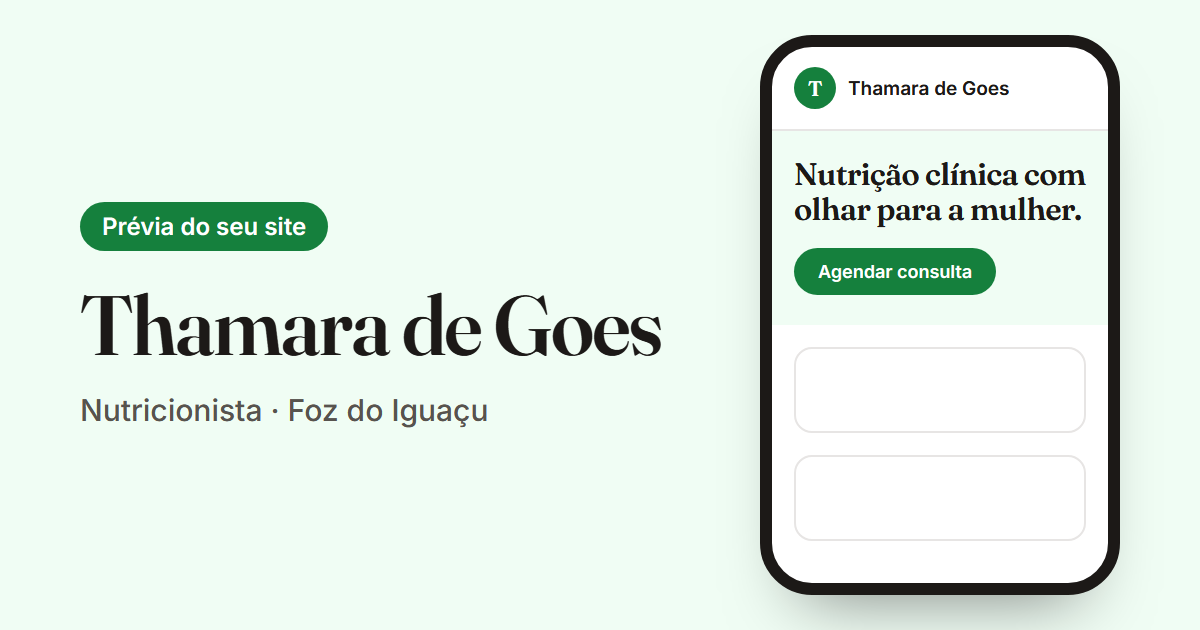 Prévia do seu site
Thamara de Goes
Nutricionista · Foz do Iguaçu
T
Thamara de Goes
Nutrição clínica com
olhar para a mulher.
Agendar consulta